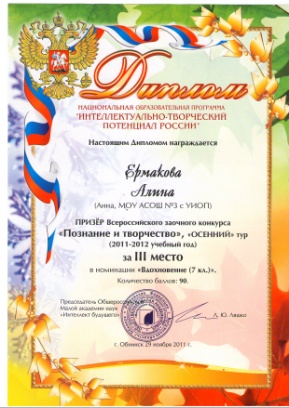 Диплом
НАЦИОНАЛЬНАЯ ОБРАЗОВАТЕЛЬНАЯ ПРОГРАММА
"ИНТЕЛЛЕКТУАЛЬНО-ТВОРЧЕСКИЙ
ПОТЕНЦИАЛ РОССИИ"
Настоящим Дипломом награждается
Ермакова
Алина
(Анна, МОУ АСОШ №3 с УИОП)
ПРИЗЁР Всероссийского заочного конкурса
«Познание и творчество», «ОСЕННИЙ» тур
(2011-2012 учебный год)
за III место
в номинации «Вдохновение (7 кл.)».
Количество баллов: 90.
Председатель Общероссийской
Малой академии наук
«Интеллект будущего»
Л. Ю. Ляшко
г. Обнинск 29 ноября 2011 г.